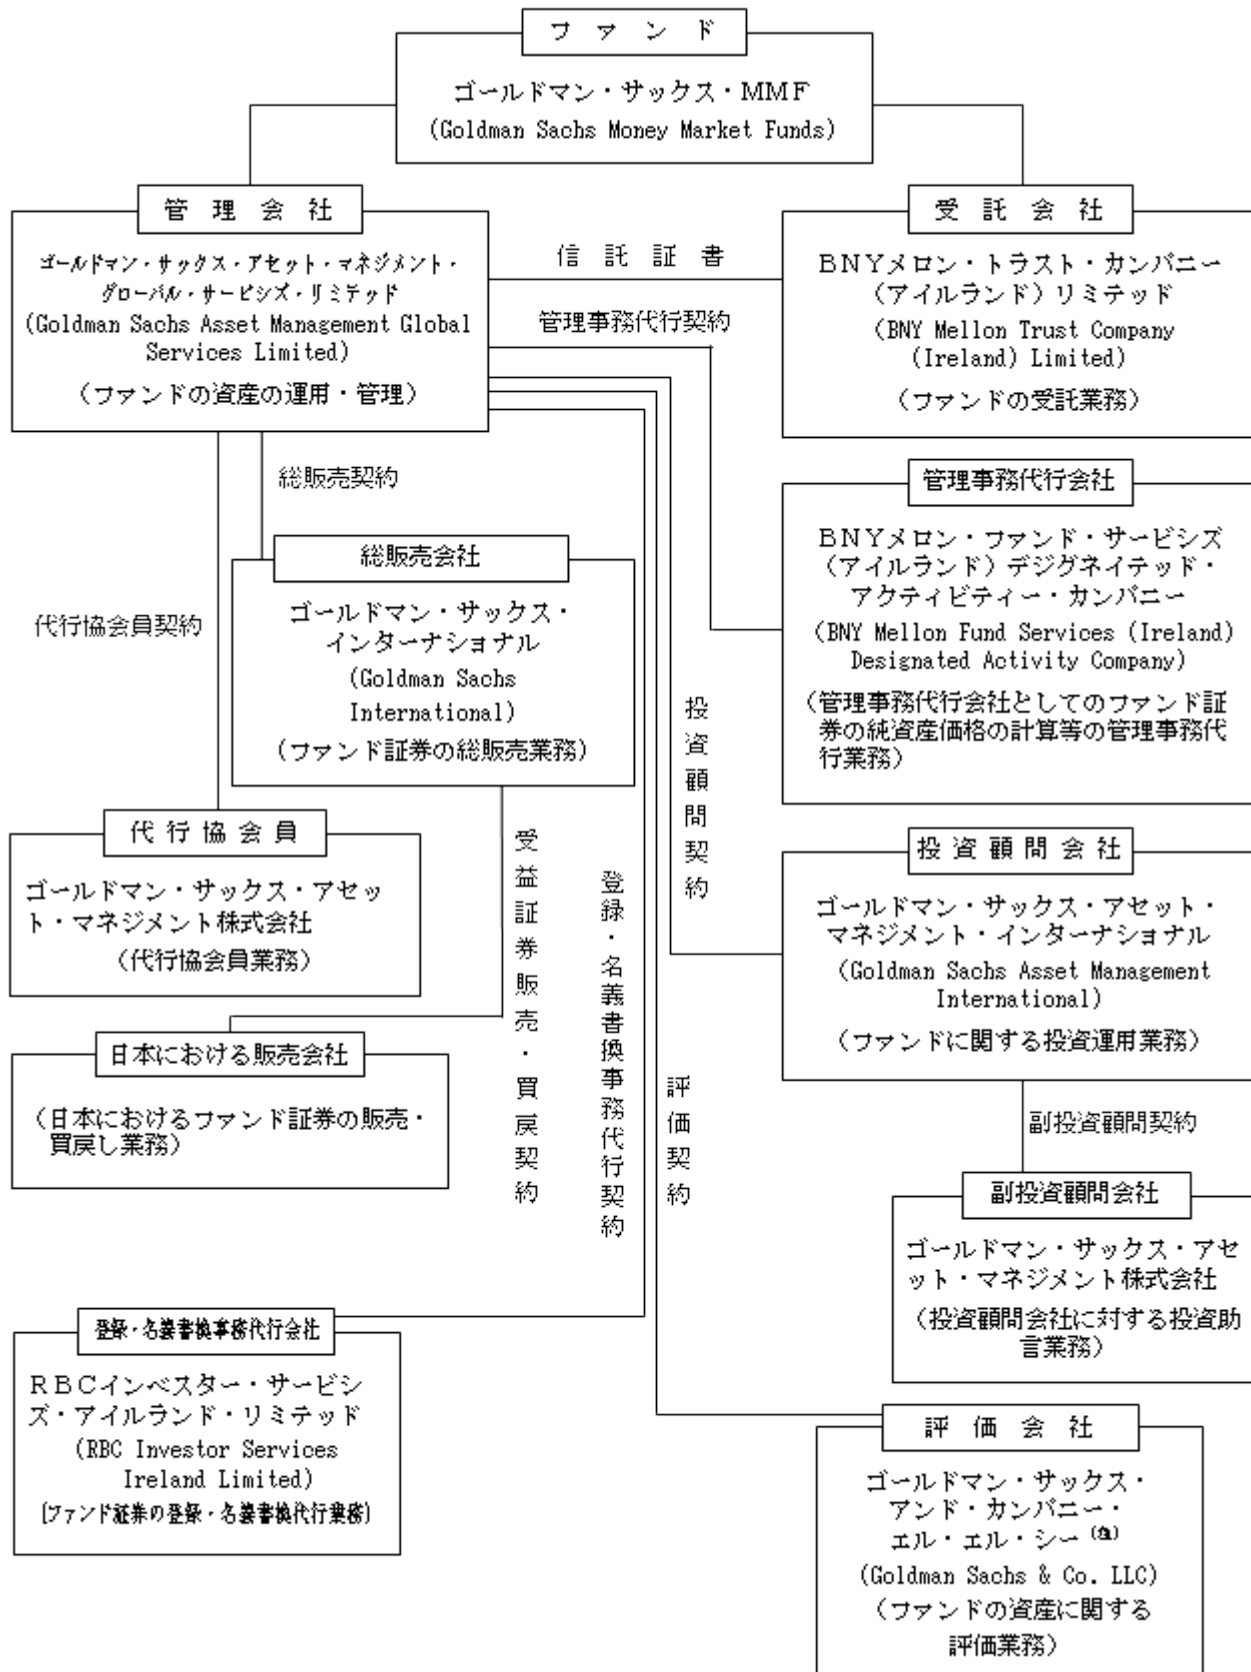 ファンド
ゴールドマン・サックス・ＭＭＦ
(Goldman Sachs Money Market Funds)
管理会社
ゴールドマン・サックス・アセット・マネジメント・
グローバル・サービシズ・リミテッド
(Goldman Sachs Asset Management Global
Services Limited)
（ファンドの資産の運用・管理）
信託証書
管理事務代行契約
受託会社
ＢＮＹメロン・トラスト・カンパニー
（アイルランド）リミテッド
(BNY Mellon Trust Company
(Ireland) Limited)
（ファンドの受託業務）
総販売契約
管理事務代行会社
ＢＮＹメロン・ファンド・サービシズ
（アイルランド）デジグネイテッド・
アクティビティー・カンパニー
(BNY Mellon Fund Services (Ireland)
Designated Activity Company)
（管理事務代行会社としてのファンド証
券の純資産価格の計算等の管理事務代
行業務）
総販売会社
ゴールドマン・サックス・
インターナショナル
(Goldman Sachs
International)
（ファンド証券の総販売業務）
代行協会員契約
投資顧問契約
代行協会員
ゴールドマン・サックス・アセッ
ト・マネジメント株式会社
（代行協会員業務）
受益証券販売・買戻契約
登録・名義書換事務代行契約
投資顧問会社
ゴールドマン・サックス・アセット・
マネジメント・インターナショナル
(Goldman Sachs Asset Management
International)
（ファンドに関する投資運用業務）
日本における販売会社
（日本におけるファンド証券の販売・
買戻し業務）
評価契約
副投資顧問契約
副投資顧問会社
ゴールドマン・サックス・アセ
ット・マネジメント株式会社
（投資顧問会社に対する投資助
言業務）
登録・名義書換事務代行会社
ＲＢＣインベスター・サービシ
ズ・アイルランド・リミテッド
(RBC Investor Services
Ireland Limited)
（ファンド証券の登録・名義書換代行業務）
評価会社
ゴールドマン・サックス・
アンド・カンパニー・
エル・エル・シー（注）
(Goldman Sachs & Co. LLC)
（ファンドの資産に関する
評価業務）